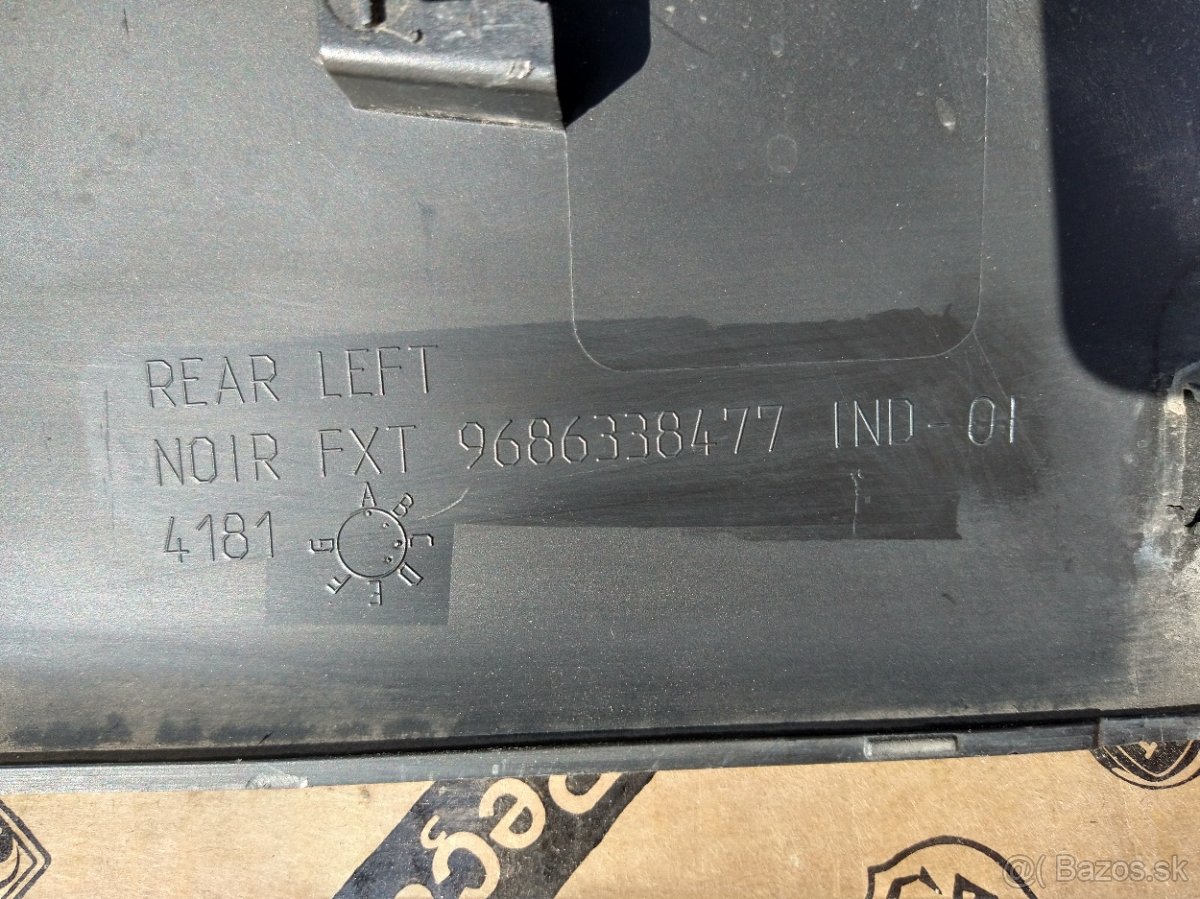 REAR LEFT
NOIR FXT 9686338477 IND-01
4181
A B C D E F G
@( Bazos.sk